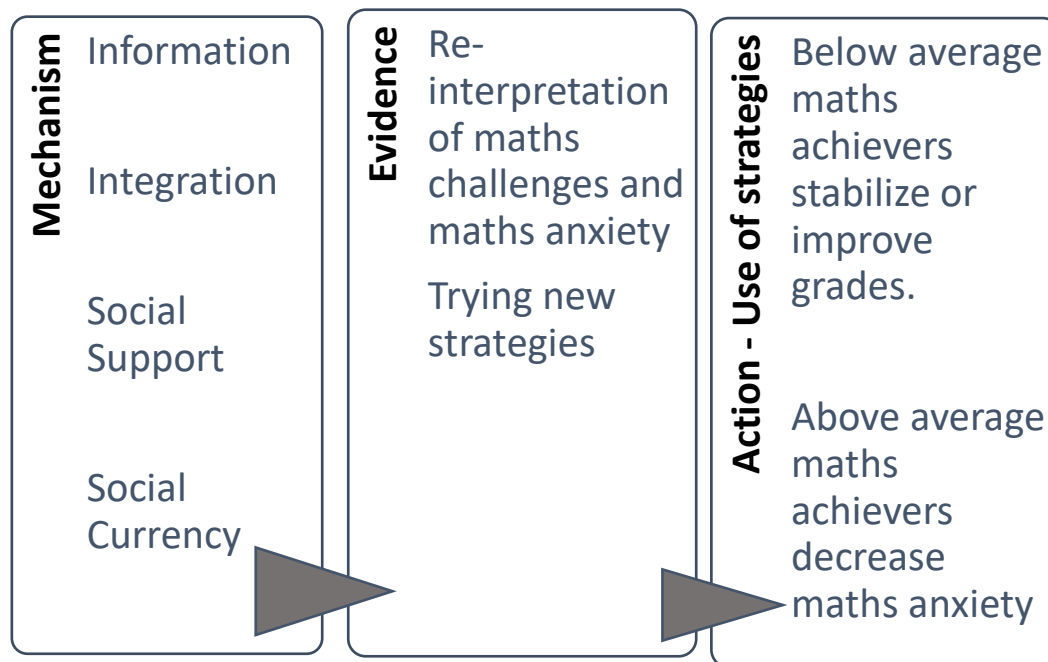 Mechanism
Information
Integration
Social
Support
Social
Currency
Evidence
Re-
interpretation
of maths
challenges and
maths anxiety
Trying new
strategies
Action - Use of strategies
Below average
maths
achievers
stabilize or
improve
grades.
Above average
maths
achievers
decrease
maths anxiety